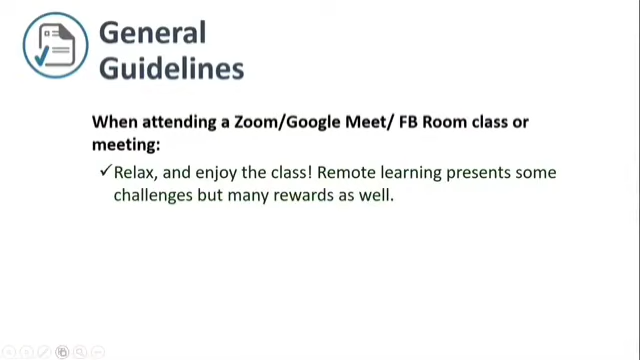 General
Guidelines
When attending a Zoom/Google Meet/ FB Room class or
meeting:
✓Relax, and enjoy the class! Remote learning presents some
challenges but many rewards as well.